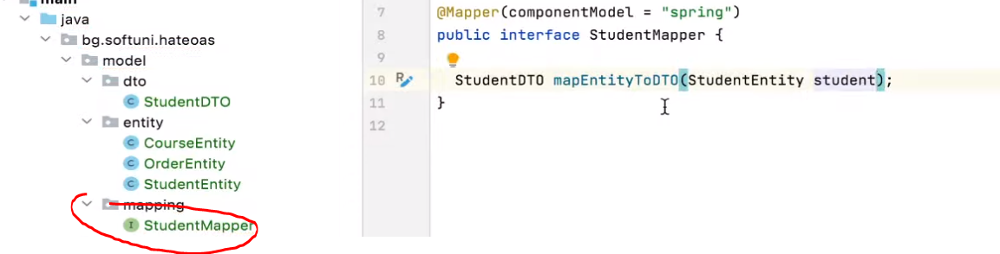 main
java
bg.softuni.hateoas
model
dto
StudentDTO
entity
CourseEntity
OrderEntity
StudentEntity
mapping
StudentMapper
7 @Mapper(componentModel = "spring")
8 public interface StudentMapper {
9
10 StudentDTO mapEntityToDTO(StudentEntity student);
11 }
12